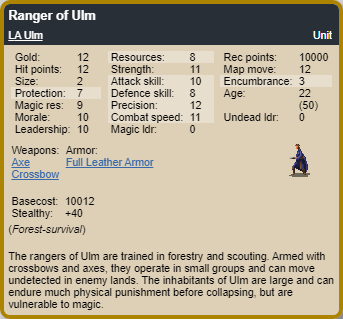 Ranger of Ulm
LA Ulm Unit
Gold: 12 Resources: 8 Rec points: 10000
Hit points: 12 Strength: 11 Map move: 12
Size: 2 Attack skill: 10 Encumbrance: 3
Protection: 7 Defence skill: 8 Age: 22
Magic res: 9 Precision: 12 (50)
Morale: 10 Combat speed: 11 Undead ldr: 0
Leadership: 10 Magic ldr: 0
Weapons: Armor:
Axe Full Leather Armor
Crossbow
Basecost: 10012
Stealthy: +40
(Forest-survival)
The rangers of Ulm are trained in forestry and scouting. Armed with
crossbows and axes, they operate in small groups and can move
undetected in enemy lands. The inhabitants of Ulm are large and can
endure much physical punishment before collapsing, but are
vulnerable to magic.